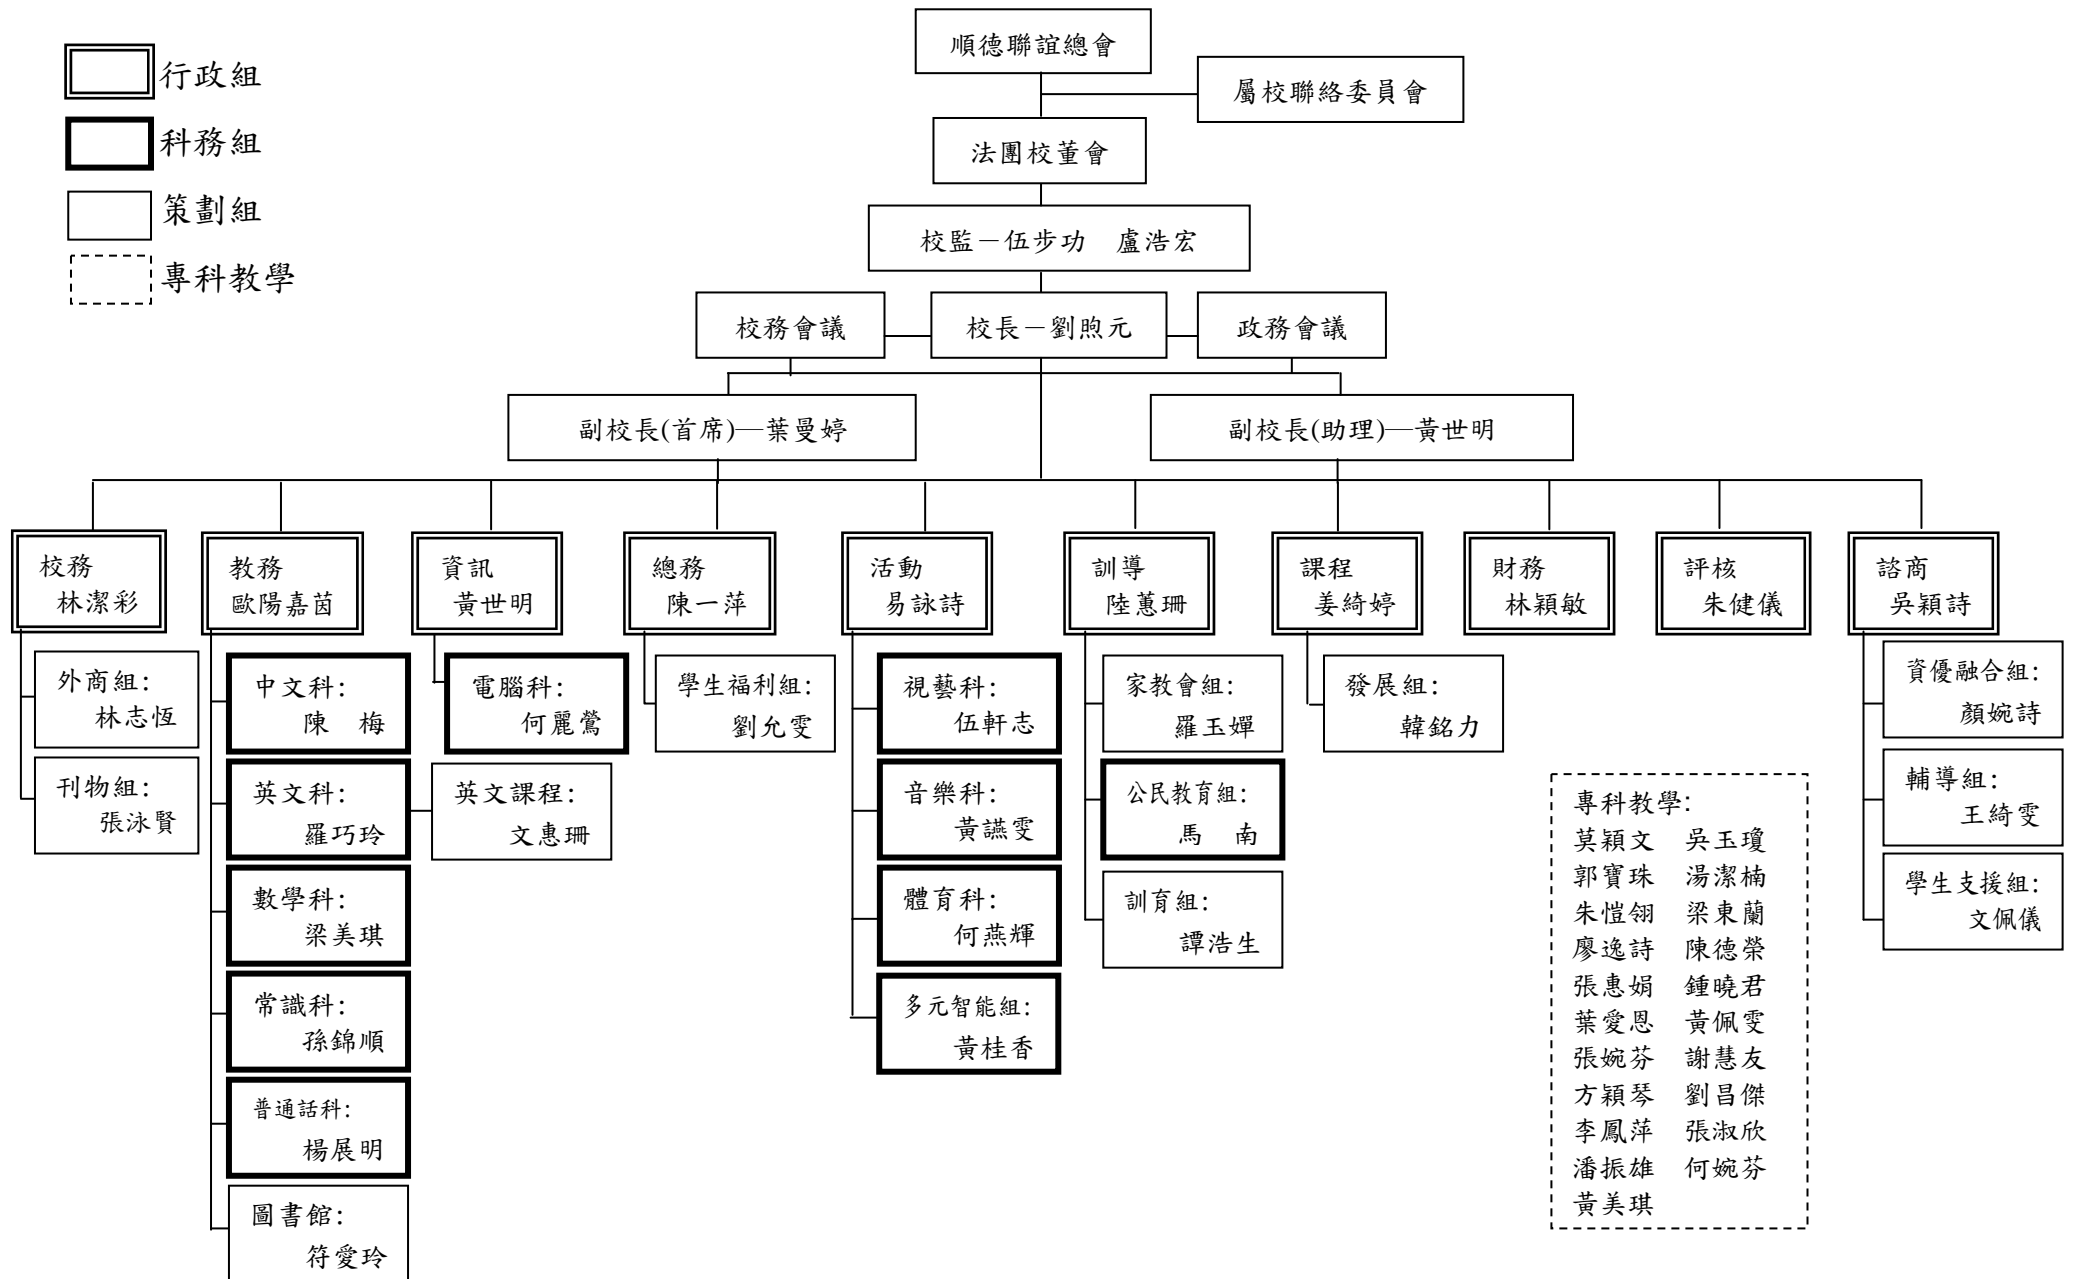 順德聯誼總會
屬校聯絡委員會
行政組
科務組
策劃組
專科教學
法團校董會
校監－伍步功　盧浩宏
校務會議
校長－劉煦元
政務會議
副校長(首席)—葉曼婷
副校長(助理)—黃世明
校務
林潔彩
教務
歐陽嘉茵
資訊
黃世明
總務
陳一萍
活動
易詠詩
訓導
陸蕙珊
課程
姜綺婷
財務
林穎敏
評核
朱健儀
諮商
吳穎詩
外商組：
林志恆
刊物組：
張泳賢
中文科：
陳　梅
英文科：
羅巧玲
英文課程：
文惠珊
數學科：
梁美琪
常識科：
孫錦順
普通話科：
楊展明
圖書館：
符愛玲
電腦科：
何麗鶯
學生福利組：
劉允雯
視藝科：
伍軒志
音樂科：
黃讌雯
體育科：
何燕輝
多元智能組：
黃桂香
家教會組：
羅玉嬋
公民教育組：
馬　南
訓育組：
譚浩生
發展組：
韓銘力
資優融合組：
顏婉詩
輔導組：
王綺雯
學生支援組：
文佩儀
專科教學：
莫穎文　吳玉瓊
郭寶珠　湯潔楠
朱愷翎　梁東蘭
廖逸詩　陳德榮
張惠娟　鍾曉君
葉愛恩　黃佩雯
張婉芬　謝慧友
方穎琴　劉昌傑
李鳳萍　張淑欣
潘振雄　何婉芬
黃美琪